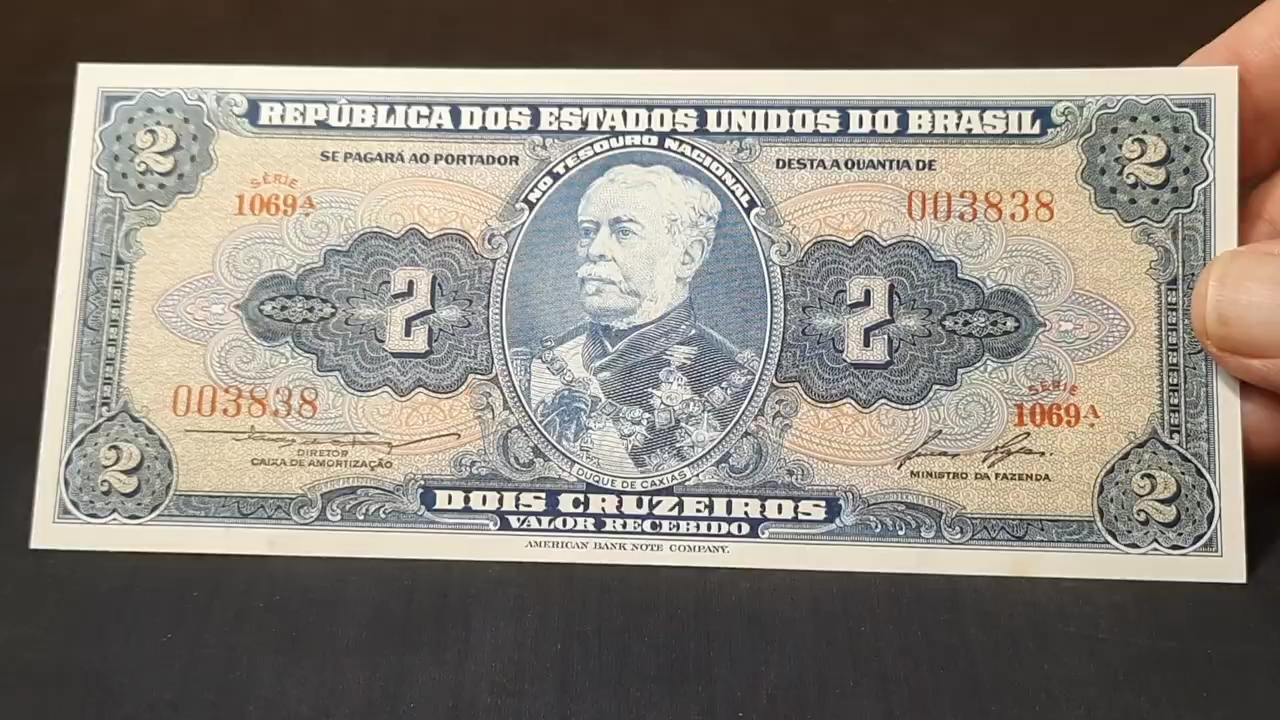 REPÚBLICA DOS ESTADOS UNIDOS DO BRASIL
2
2
SE PAGARÁ AO PORTADOR
NO TESOURO NACIONAL
DESTA A QUANTIA DE
SÉRIE
1069A
003838
2
2
003838
SÉRIE
1069A
DIRETOR
CAIXA DE AMORTIZAÇÃO
MINISTRO DA FAZENDA
DUQUE DE CAXIAS
2
DOIS CRUZEIROS
2
VALOR RECEBIDO
AMERICAN BANK NOTE COMPANY.